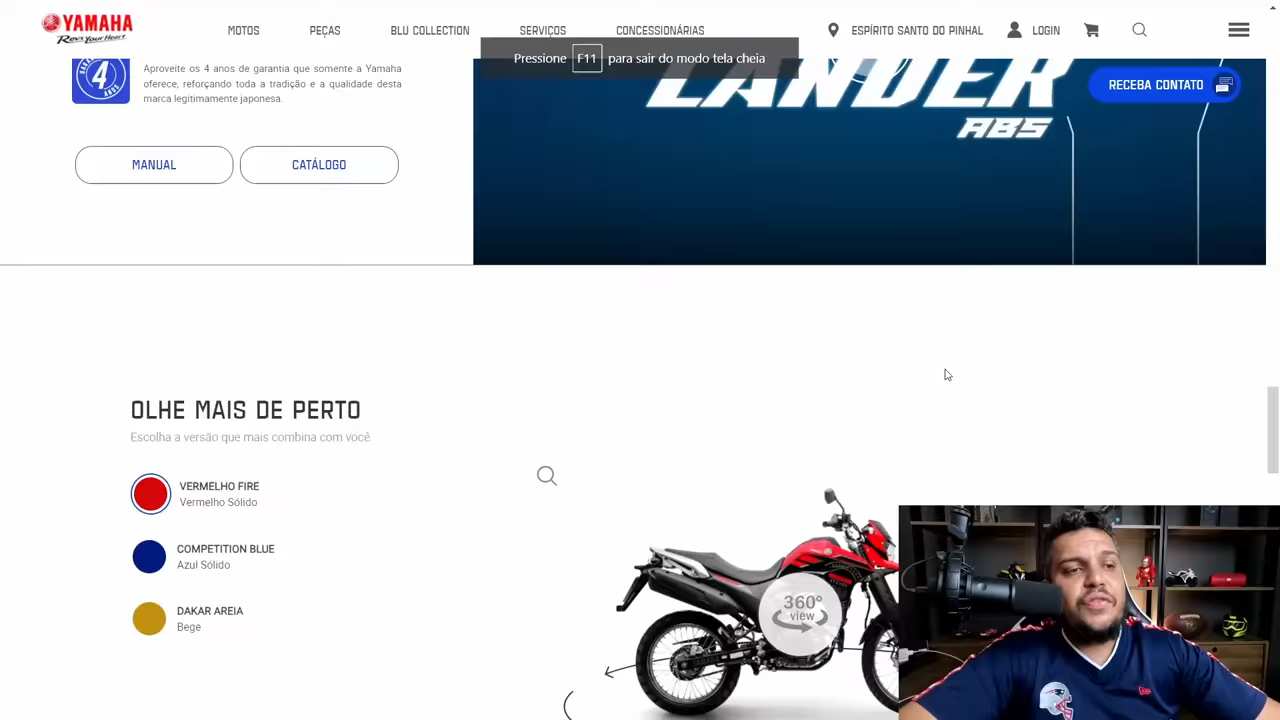 YAMAHA
Revs Your Heart
MOTOS
PEÇAS
BLU COLLECTION
SERVIÇOS
CONCESSIONÁRIAS
ESPÍRITO SANTO DO PINHAL
LOGIN
Pressione F11 para sair do modo tela cheia
4
ANOS
Aproveite os 4 anos de garantia que somente a Yamaha
oferece, reforçando toda a tradição e a qualidade desta
marca legitimamente japonesa.
MANUAL
CATÁLOGO
LANDER
ABS
RECEBA CONTATO
OLHE MAIS DE PERTO
Escolha a versão que mais combina com você
VERMELHO FIRE
Vermelho Sólido
COMPETITION BLUE
Azul Sólido
DAKAR AREIA
Bege
360°
view